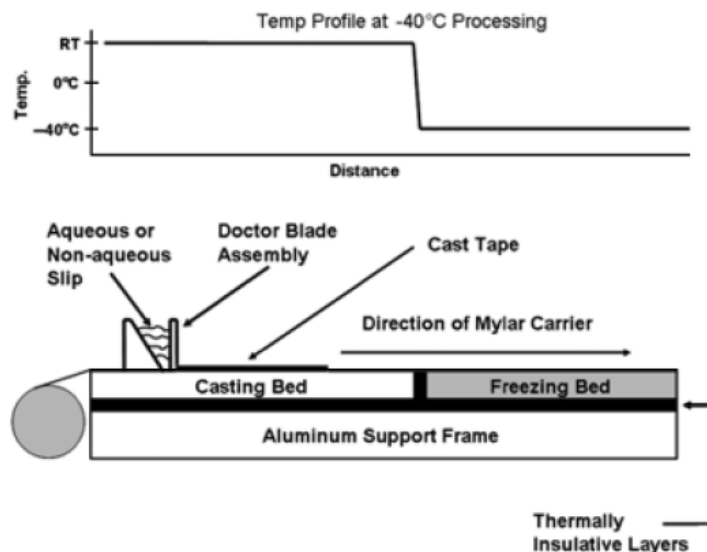 Temp Profile at -40°C Processing
RT
0°C
–40°C
Temp.
Distance
Aqueous or
Non-aqueous
Slip
Doctor Blade
Assembly
Cast Tape
Direction of Mylar Carrier
Casting Bed
Freezing Bed
Aluminum Support Frame
Thermally
Insulative Layers